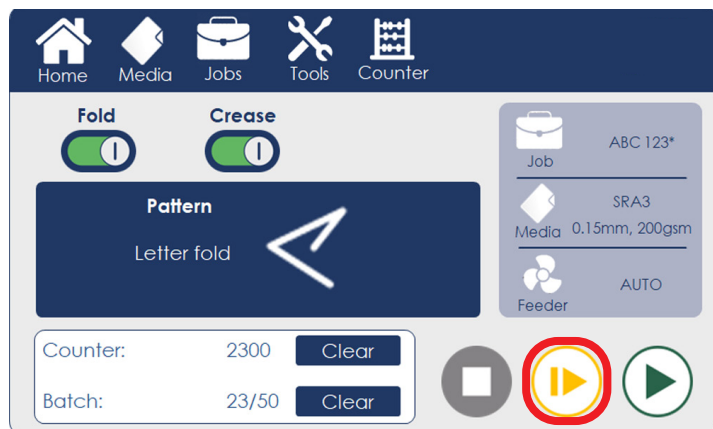 Home Media Jobs Tools Counter
Fold Crease
Job ABC 123*
Pattern
Letter fold
Media SRA3
0.15mm, 200gsm
Feeder AUTO
Counter: 2300 Clear
Batch: 23/50 Clear